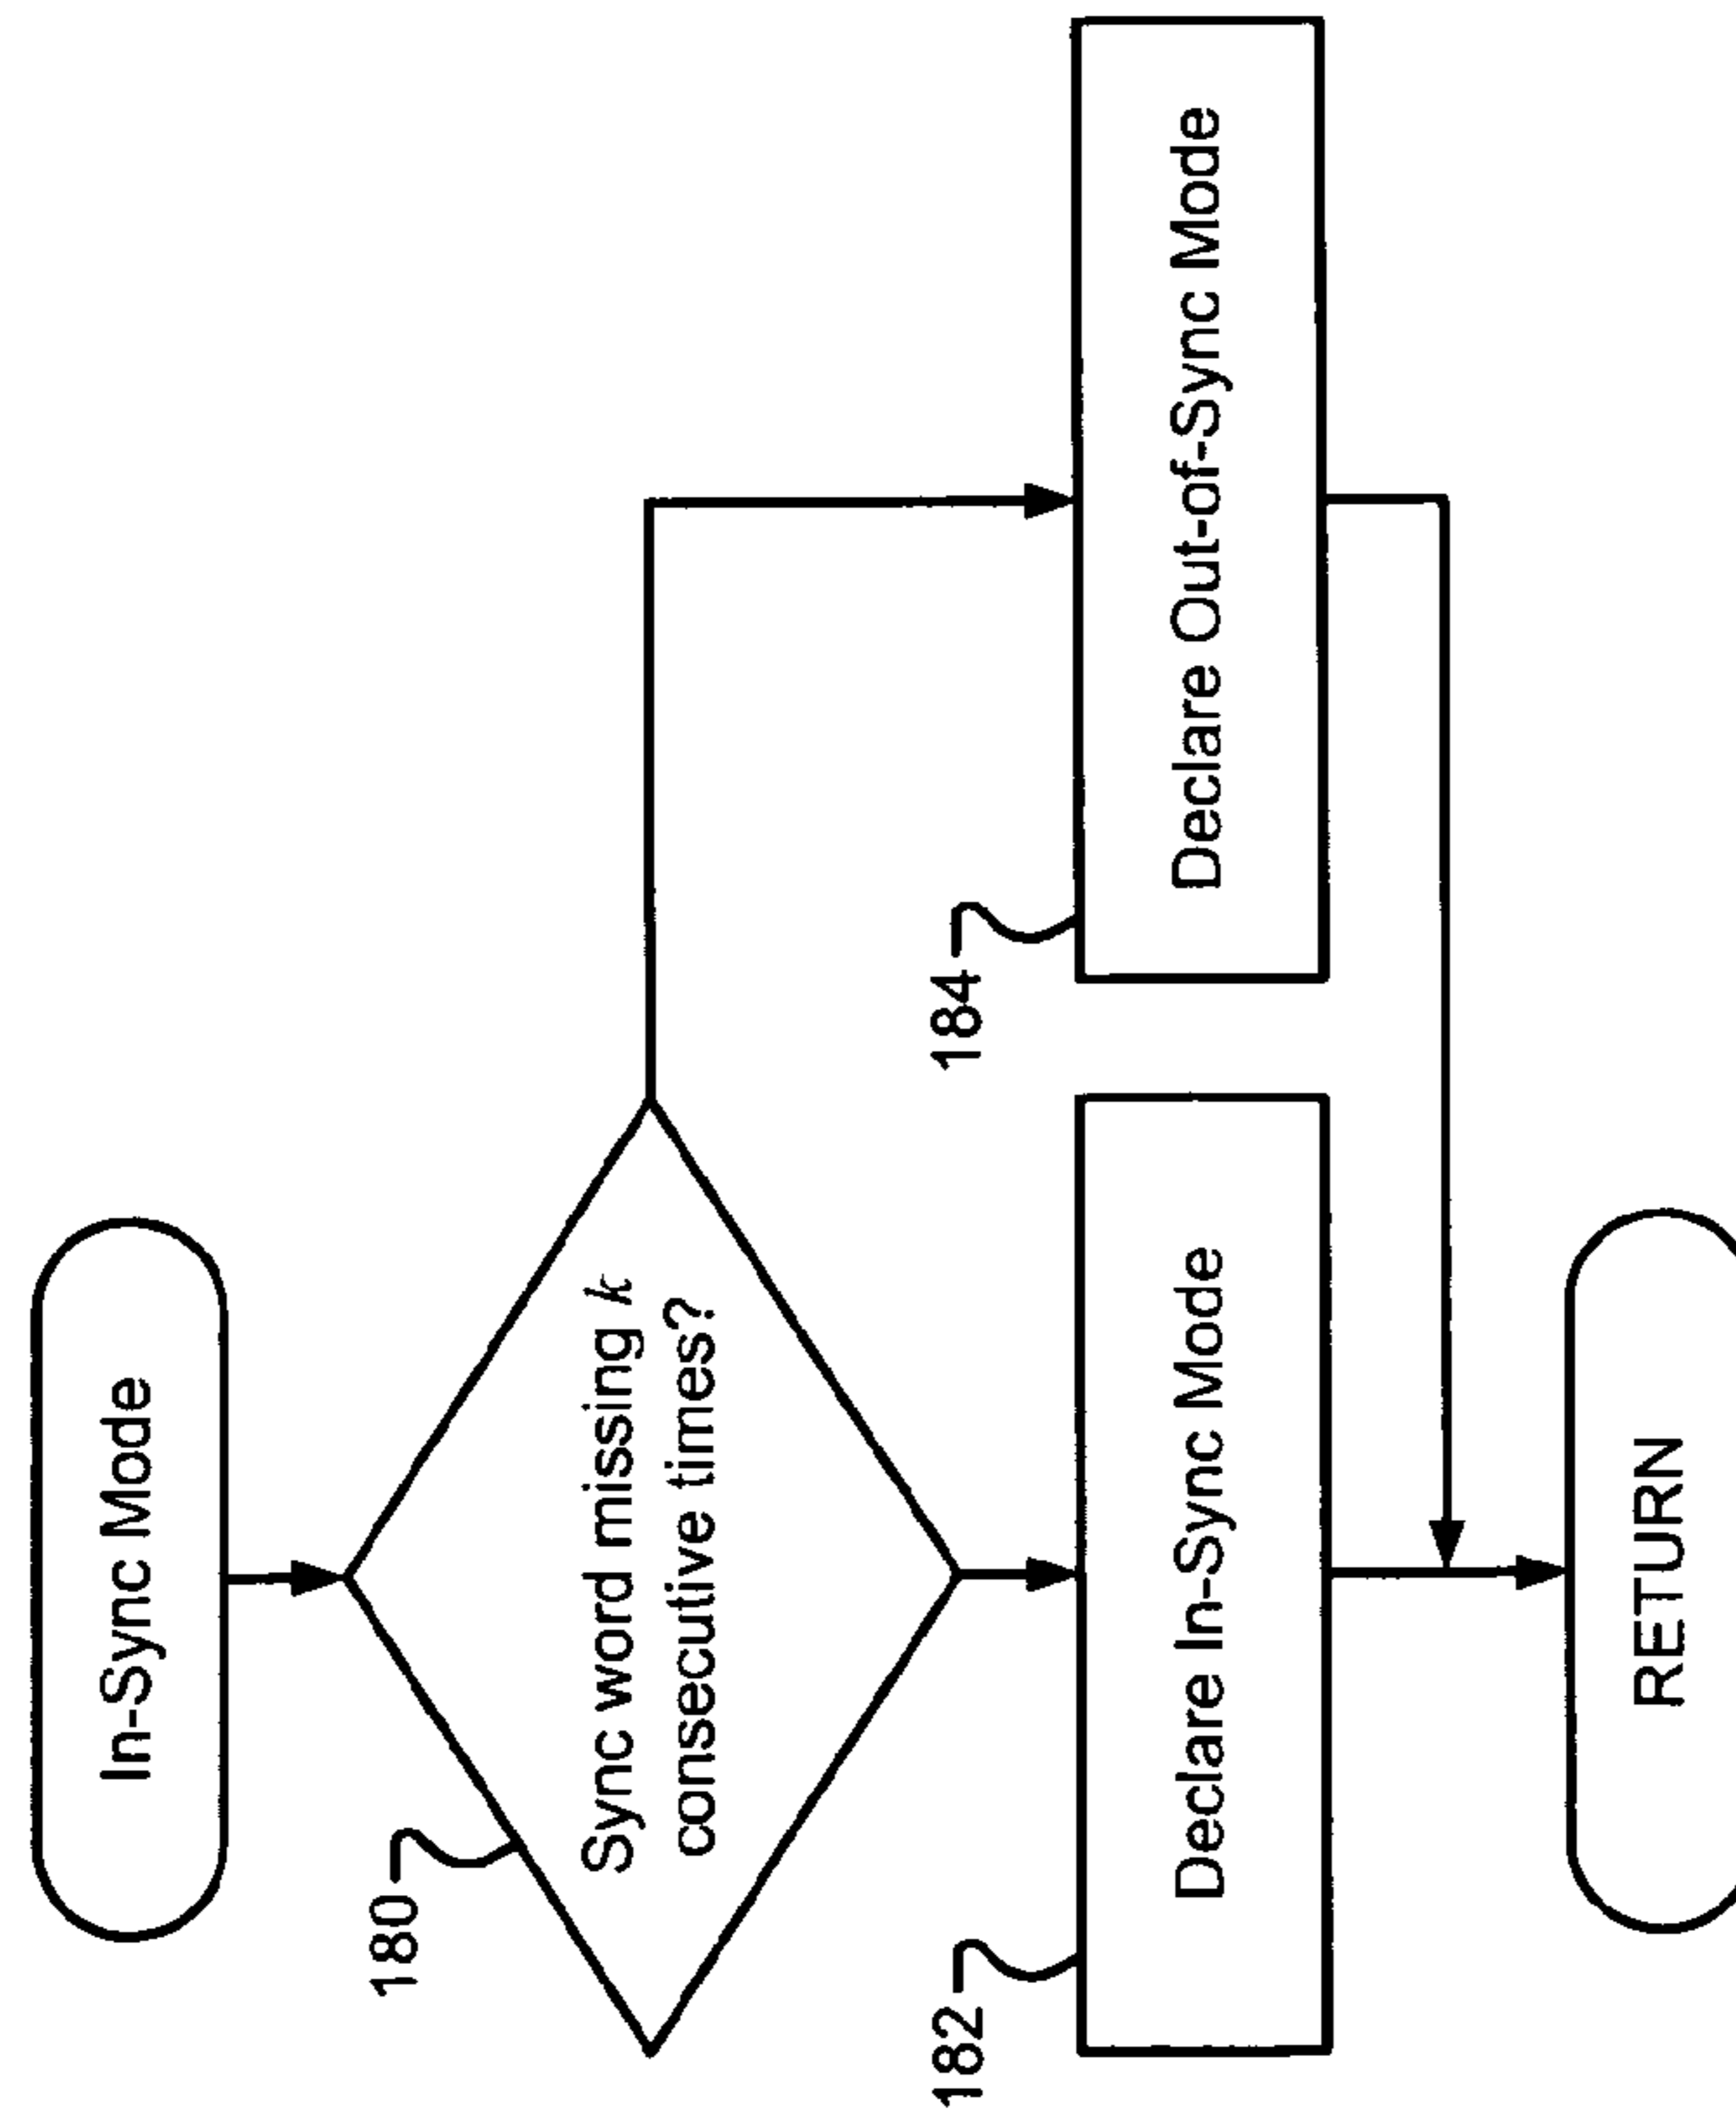 In-Sync Mode
180
Sync word missing k
consecutive times?
182
Declare In-Sync Mode
184
Declare Out-of-Sync Mode
RETURN